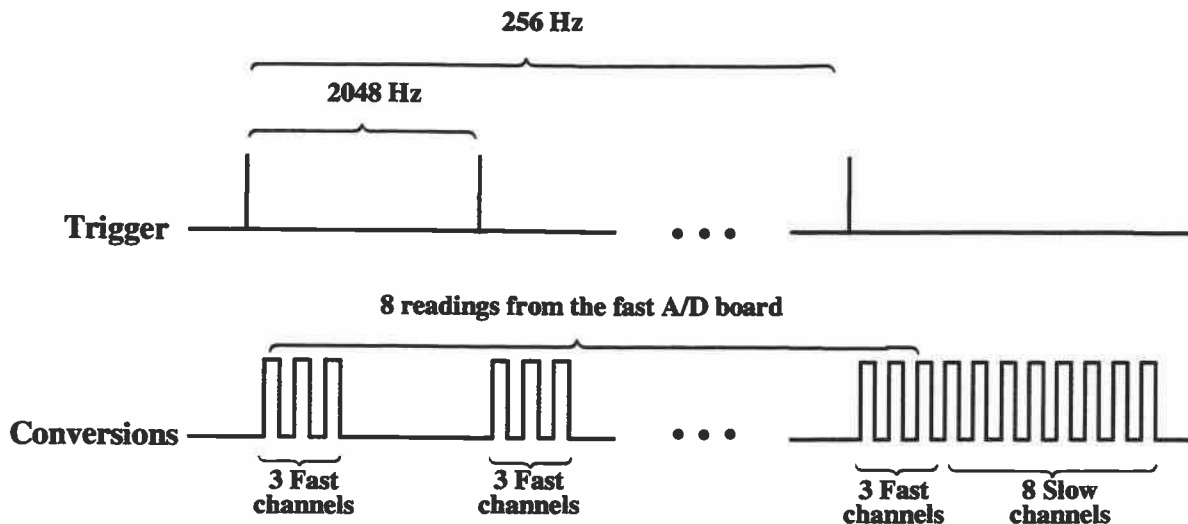 256 Hz
2048 Hz
Trigger
8 readings from the fast A/D board
Conversions
3 Fast
channels
3 Fast
channels
3 Fast
channels
8 Slow
channels